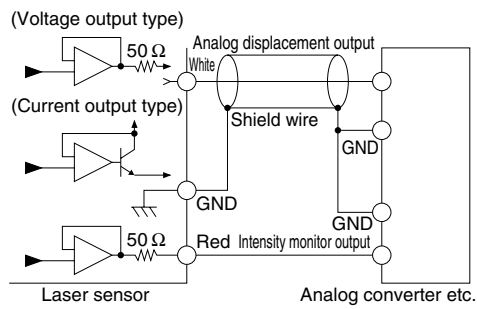 (Voltage output type)
50 Ω
Analog displacement output
White
(Current output type)
Shield wire
GND
GND
GND
50 Ω
Red Intensity monitor output
Laser sensor
Analog converter etc.